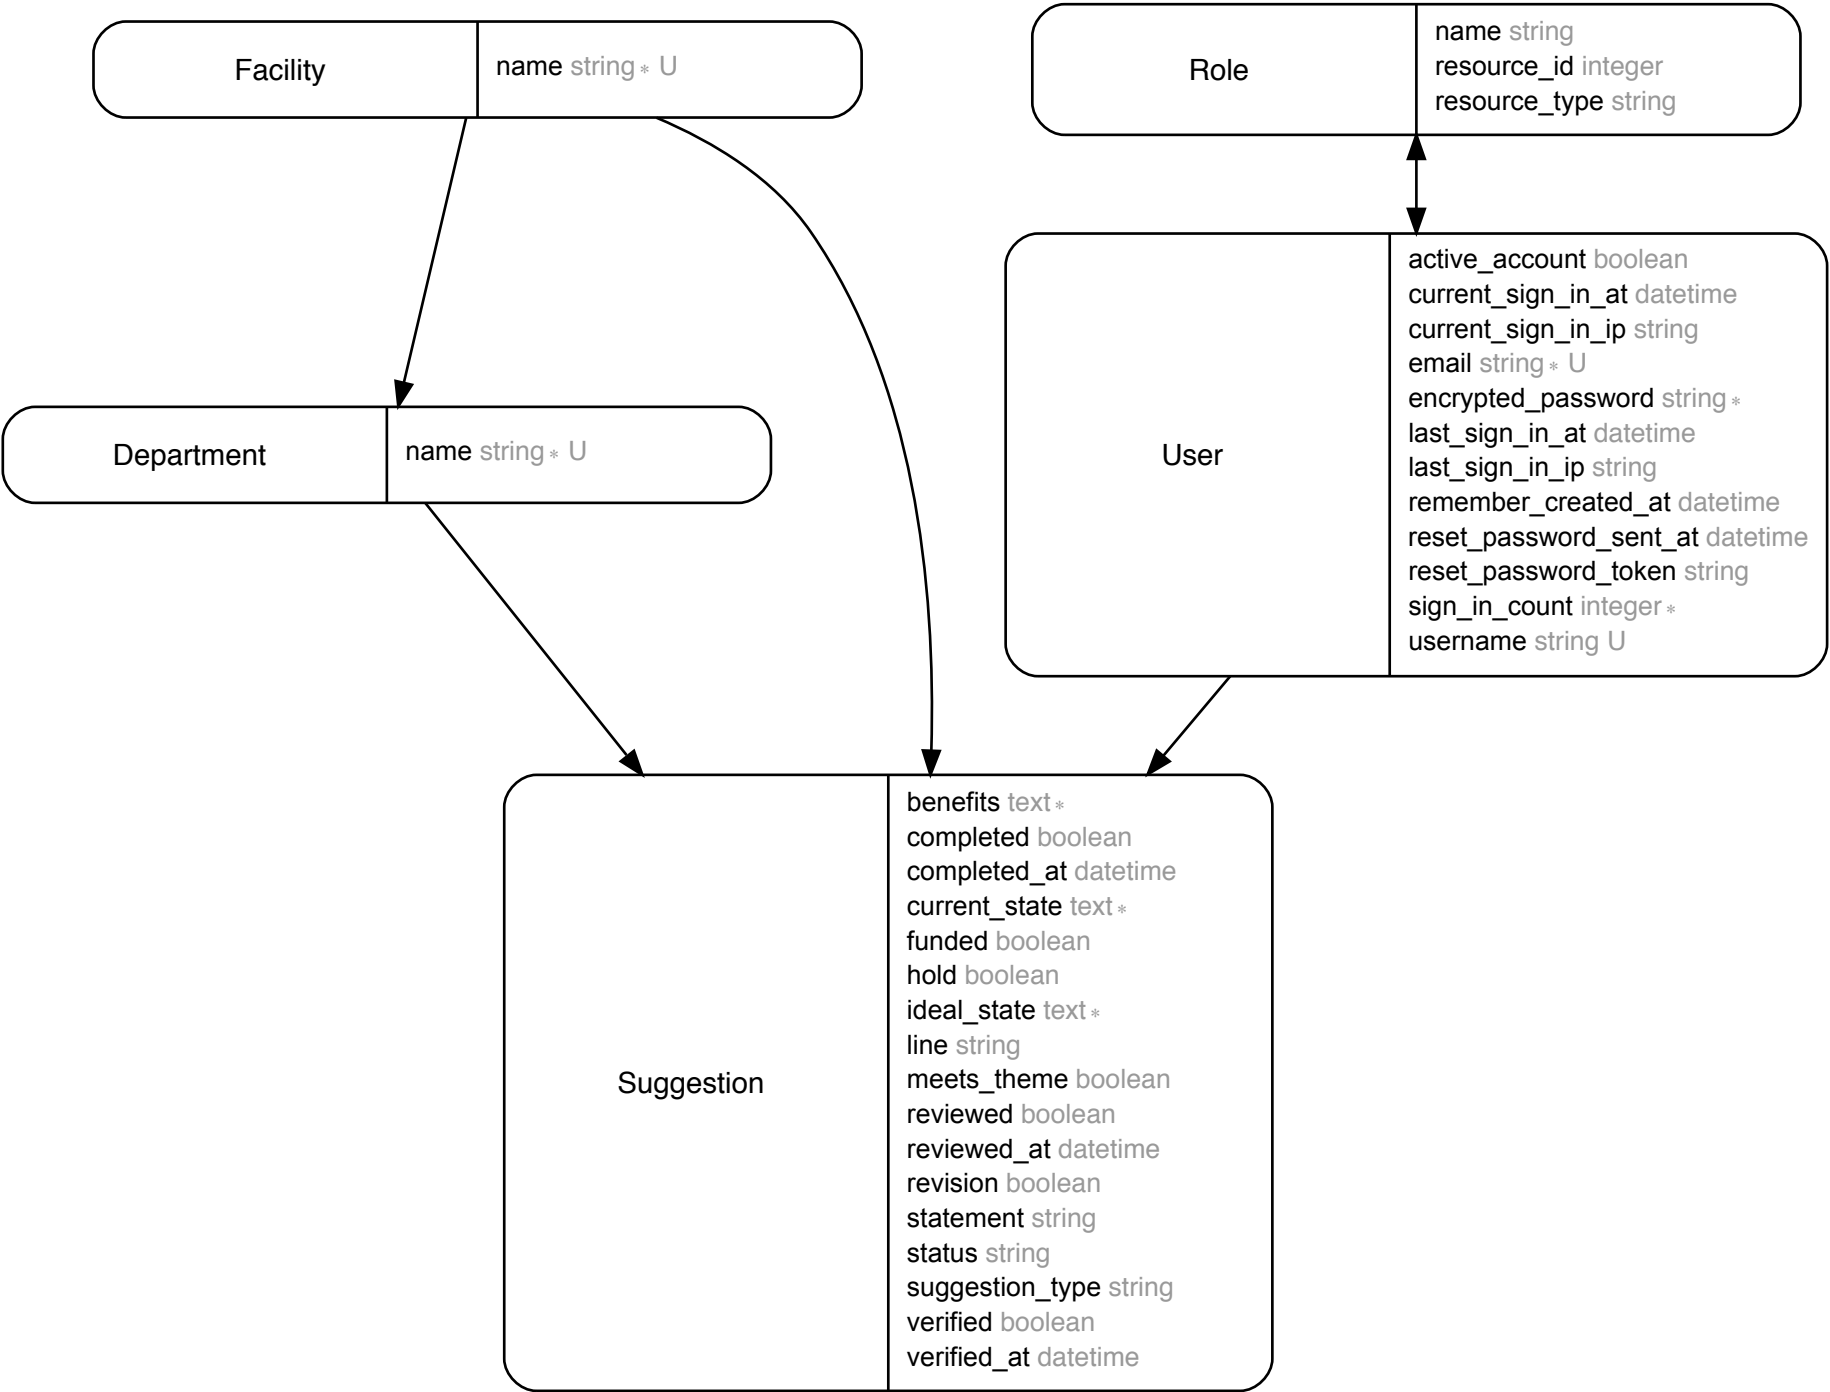 Facility
name string∗ U
Role
name string
resource_id integer
resource_type string
Department
name string∗ U
User
active_account boolean
current_sign_in_at datetime
current_sign_in_ip string
email string∗ U
encrypted_password string∗
last_sign_in_at datetime
last_sign_in_ip string
remember_created_at datetime
reset_password_sent_at datetime
reset_password_token string
sign_in_count integer∗
username string U
Suggestion
benefits text∗
completed boolean
completed_at datetime
current_state text∗
funded boolean
hold boolean
ideal_state text∗
line string
meets_theme boolean
reviewed boolean
reviewed_at datetime
revision boolean
statement string
status string
suggestion_type string
verified boolean
verified_at datetime